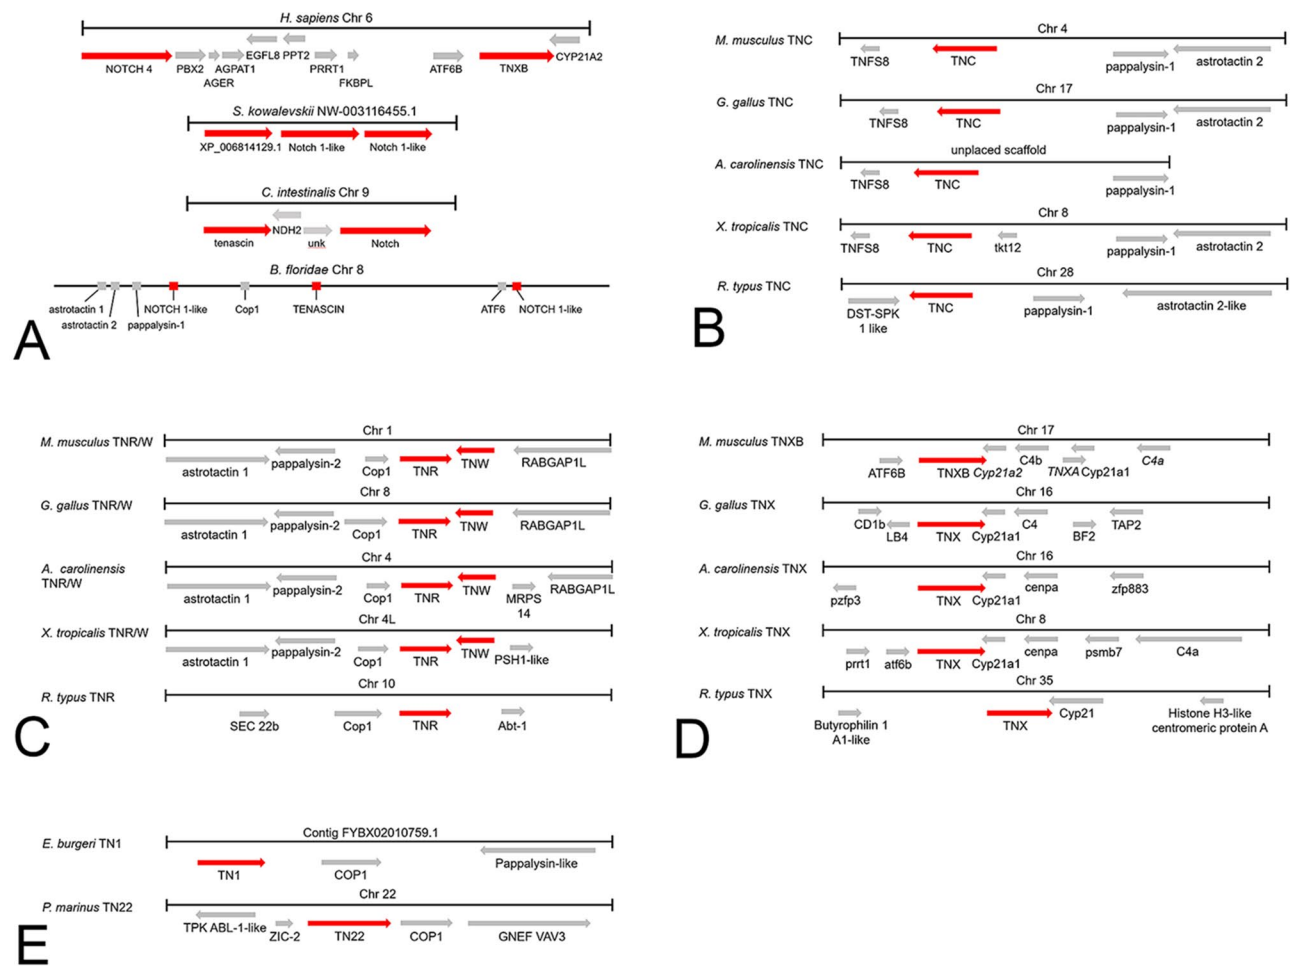 H. sapiens Chr 6
EGFL8 PPT2
NOTCH 4 PBX2 AGPAT1 PRRT1 ATF6B TNXB CYP21A2
AGER FKBPL
S. kowalevskii NW-003116455.1
XP_006814129.1 Notch 1-like Notch 1-like
C. intestinalis Chr 9
NDH2
tenascin unk Notch
B. floridae Chr 8
astrotactin 1 NOTCH 1-like Cop1 TENASCIN ATF6 NOTCH 1-like
astrotactin 2 pappalysin-1
A
Chr 4
M. musculus TNC
TNFS8 TNC pappalysin-1 astrotactin 2
Chr 17
G. gallus TNC
TNFS8 TNC pappalysin-1 astrotactin 2
unplaced scaffold
A. carolinensis TNC
TNFS8 TNC pappalysin-1
Chr 8
X. tropicalis TNC
TNFS8 TNC tkt12 pappalysin-1 astrotactin 2
Chr 28
R. typus TNC
DST-SPK TNC pappalysin-1 astrotactin 2-like
1 like
B
Chr 1
M. musculus TNR/W
astrotactin 1 pappalysin-2 Cop1 TNR TNW RABGAP1L
Chr 8
G. gallus TNR/W
astrotactin 1 pappalysin-2 Cop1 TNR TNW RABGAP1L
Chr 4
A. carolinensis
TNR/W
astrotactin 1 pappalysin-2 Cop1 TNR TNW MRPS RABGAP1L
14
Chr 4L
X. tropicalis TNR/W
astrotactin 1 pappalysin-2 Cop1 TNR TNW PSH1-like
Chr 10
R. typus TNR
SEC 22b Cop1 TNR Abt-1
C
Chr 17
M. musculus TNXB
ATF6B TNXB Cyp21a2 C4b TNXA Cyp21a1 C4a
Chr 16
G. gallus TNX
CD1b LB4 TNX Cyp21a1 C4 BF2 TAP2
Chr 16
A. carolinensis TNX
pzfp3 TNX Cyp21a1 cenpa zfp883
Chr 8
X. tropicalis TNX
prrt1 atf6b TNX Cyp21a1 cenpa psmb7 C4a
Chr 35
R. typus TNX
Butyrophilin 1 TNX Cyp21 Histone H3-like
A1-like centromeric protein A
D
Contig FYBX02010759.1
E. burgeri TN1
TN1 COP1 Pappalysin-like
Chr 22
P. marinus TN22
TPK ABL-1-like ZIC-2 TN22 COP1 GNEF VAV3
E